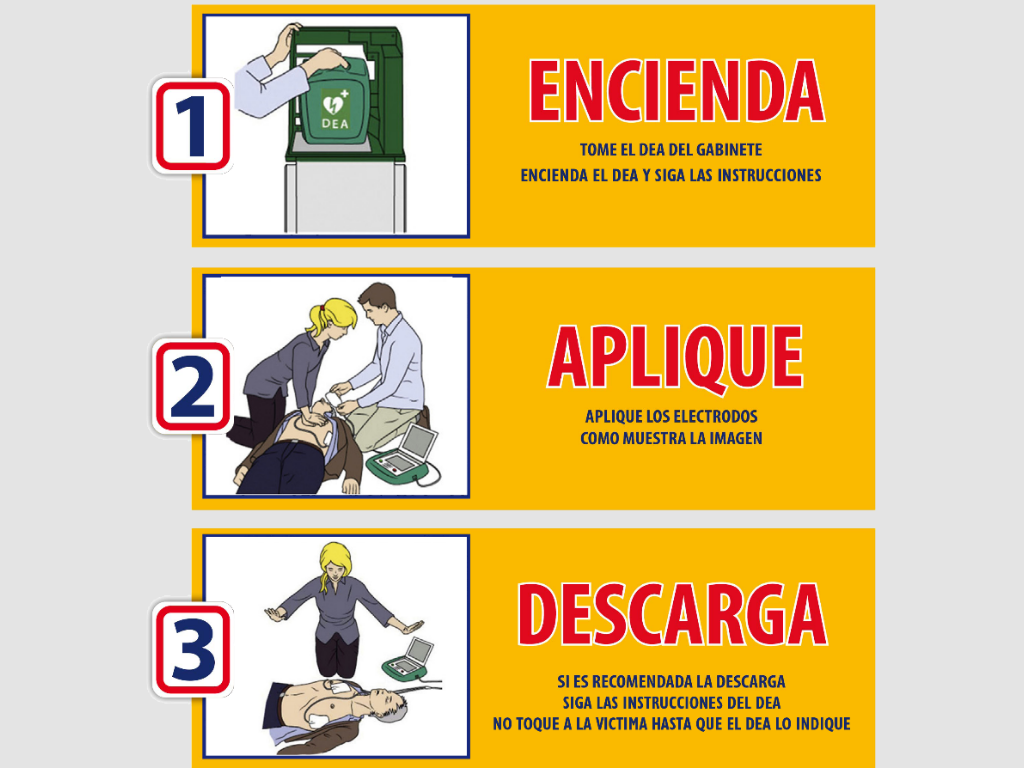 1
DEA
ENCIENDA
TOME EL DEA DEL GABINETE
ENCIENDA EL DEA Y SIGA LAS INSTRUCCIONES
2
APLIQUE
APLIQUE LOS ELECTRODOS
COMO MUESTRA LA IMAGEN
3
DESCARGA
SI ES RECOMENDADA LA DESCARGA
SIGA LAS INSTRUCCIONES DEL DEA
NO TOQUE A LA VICTIMA HASTA QUE EL DEA LO INDIQUE